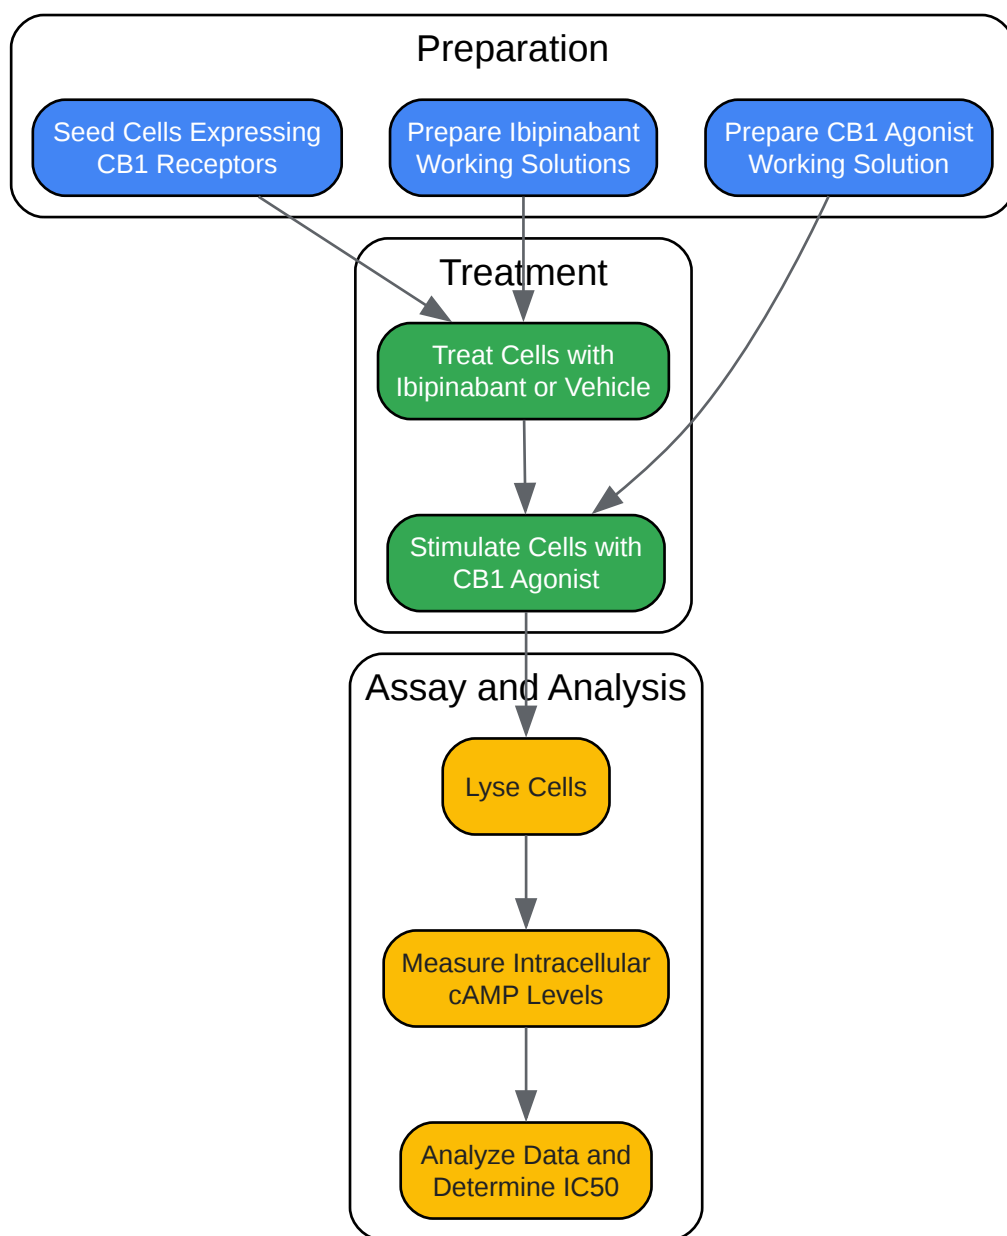 Preparation
Seed Cells Expressing
CB1 Receptors
Prepare Ibipinabant
Working Solutions
Prepare CB1 Agonist
Working Solution
Treatment
Treat Cells with
Ibipinabant or Vehicle
Stimulate Cells with
CB1 Agonist
Assay and Analysis
Lyse Cells
Measure Intracellular
cAMP Levels
Analyze Data and
Determine IC50